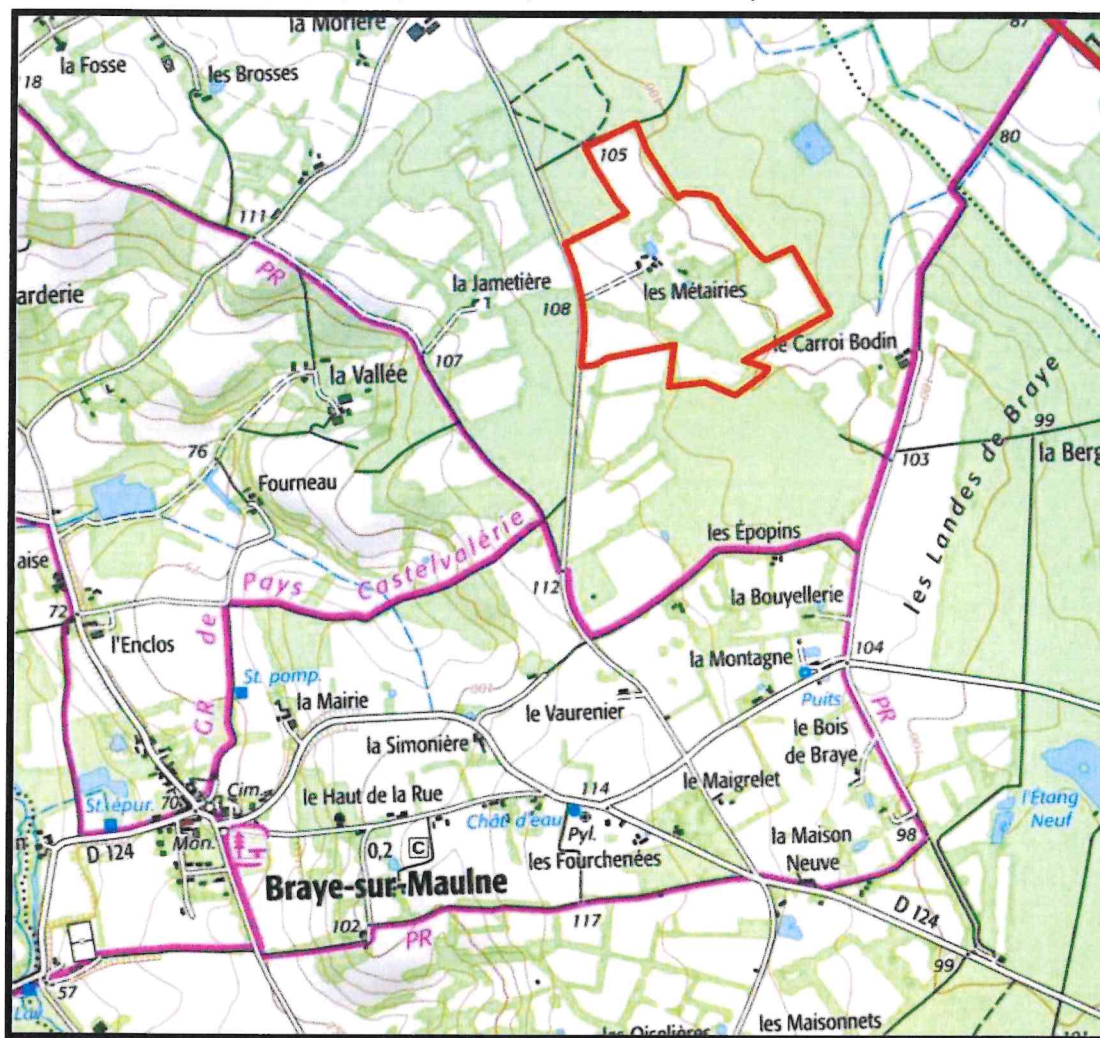 la Morière
87
la Fosse
les Brosses
18
80
105
111
PR
arderie
la Jametière
108
les Métairies
107
le Carroi Bodin
la Vallée
les Landes de Braye
99
76
103
la Berg
Fourneau
les Épopins
aise
GR de Pays Castelvalérie
112
72
la Bouyellerie
l'Enclos
104
la Montagne
St. pomp.
Puits
PR
la Mairie
le Vaurenier
le Bois
de Braye
la Simonière
Cim.
le Maigrelet
le Haut de la Rue
114
l'Étang
Neuf
St. épur.
70
Chât. d'eau
98
Mon.
Pyl.
la Maison
Neuve
D 124
0,2
C
les Fourchenées
Braye-sur-Maulne
D 124
102
117
PR
99
57
les Maisonnets